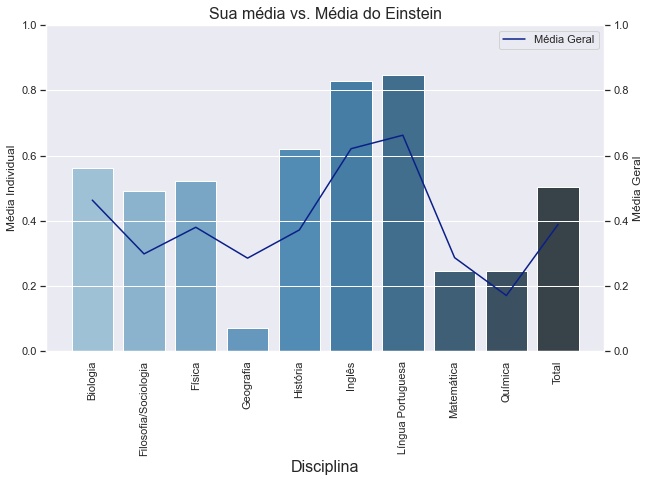 Sua média vs. Média do Einstein
Média Geral
1.0
0.8
0.6
0.4
0.2
0.0
Média Individual
1.0
0.8
0.6
0.4
0.2
0.0
Média Geral
Biologia
Filosofia/Sociologia
Física
Geografia
História
Inglês
Língua Portuguesa
Matemática
Química
Total
Disciplina